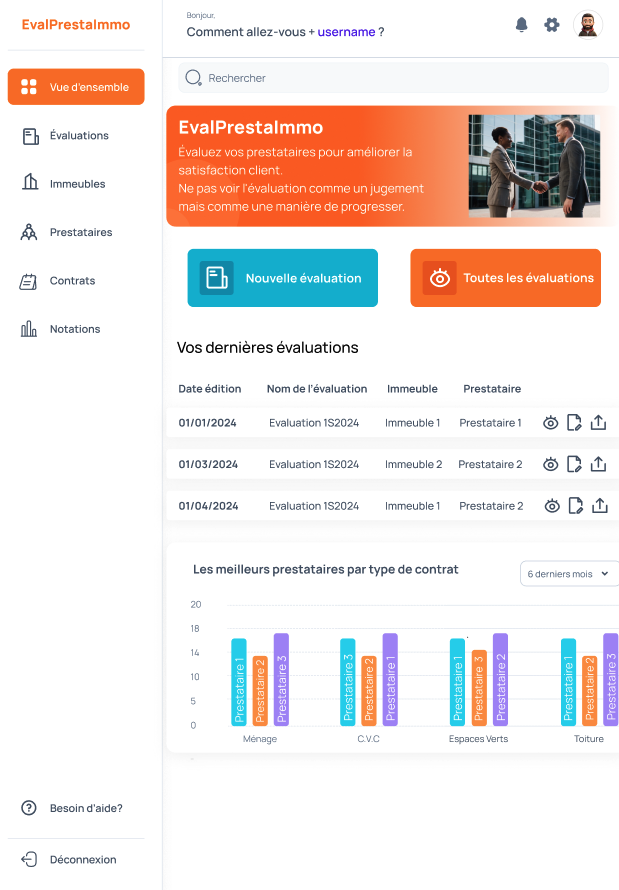 EvalPrestaImmo
Bonjour,
Comment allez-vous + username ?
Vue d'ensemble
Évaluations
Immeubles
Prestataires
Contrats
Notations
Besoin d'aide?
Déconnexion
Rechercher
EvalPrestaImmo
Évaluez vos prestataires pour améliorer la
satisfaction client.
Ne pas voir l'évaluation comme un jugement
mais comme une manière de progresser.
Nouvelle évaluation
Toutes les évaluations
Vos dernières évaluations
Date édition Nom de l'évaluation Immeuble Prestataire
01/01/2024 Evaluation 1S2024 Immeuble 1 Prestataire 1
01/03/2024 Evaluation 1S2024 Immeuble 2 Prestataire 2
01/04/2024 Evaluation 1S2024 Immeuble 1 Prestataire 2
Les meilleurs prestataires par type de contrat
6 derniers mois
20
18
14
10
5
0
Prestataire 1
Prestataire 2
Prestataire 3
Prestataire 3
Prestataire 2
Prestataire 1
Prestataire 1
Prestataire 3
Prestataire 2
Prestataire 1
Prestataire 2
Prestataire 3
Ménage
C.V.C
Espaces Verts
Toiture